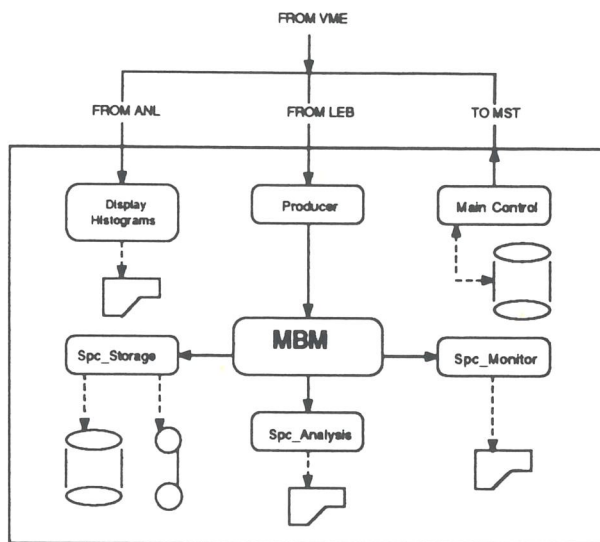 FROM VME
FROM ANL
FROM LEB
TO MST
Display
Histograms
Producer
Main Control
MBM
Spc_Storage
Spc_Monitor
Spc_Analysis